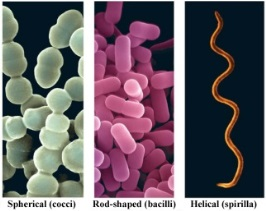 Spherical (cocci)
Rod-shaped (bacilli)
Helical (spirilla)